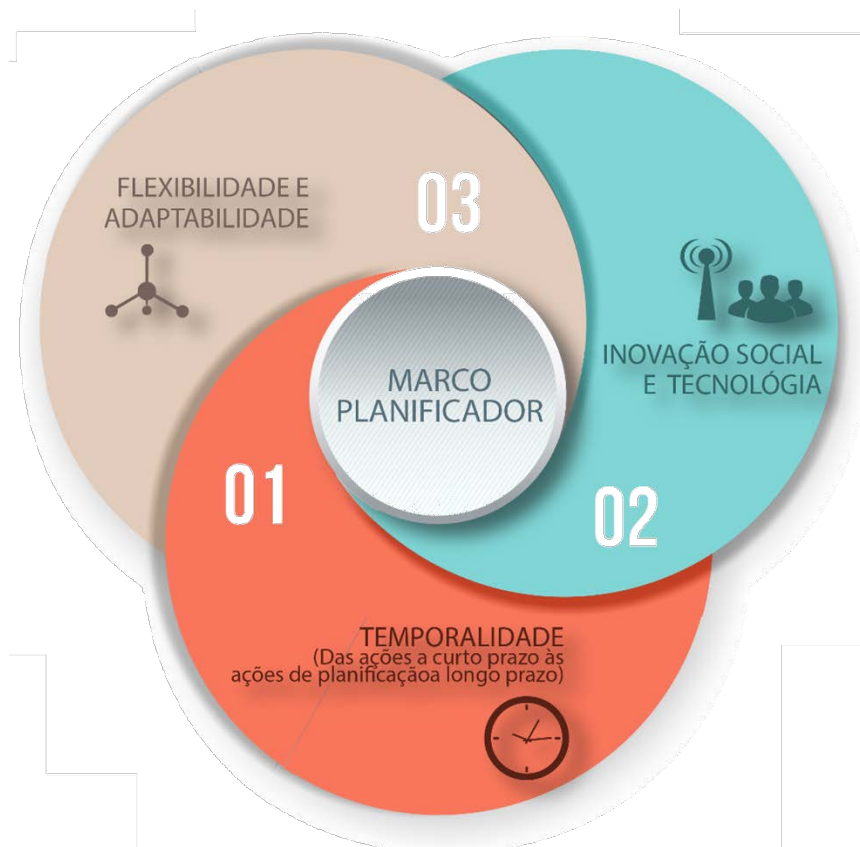 FLEXIBILIDADE E
ADAPTABILIDADE
03
INOVAÇÃO SOCIAL
E TECNOLÓGIA
MARCO
PLANIFICADOR
01
02
TEMPORALIDADE
(Das ações a curto prazo às
ações de planificaçãoa longo prazo)